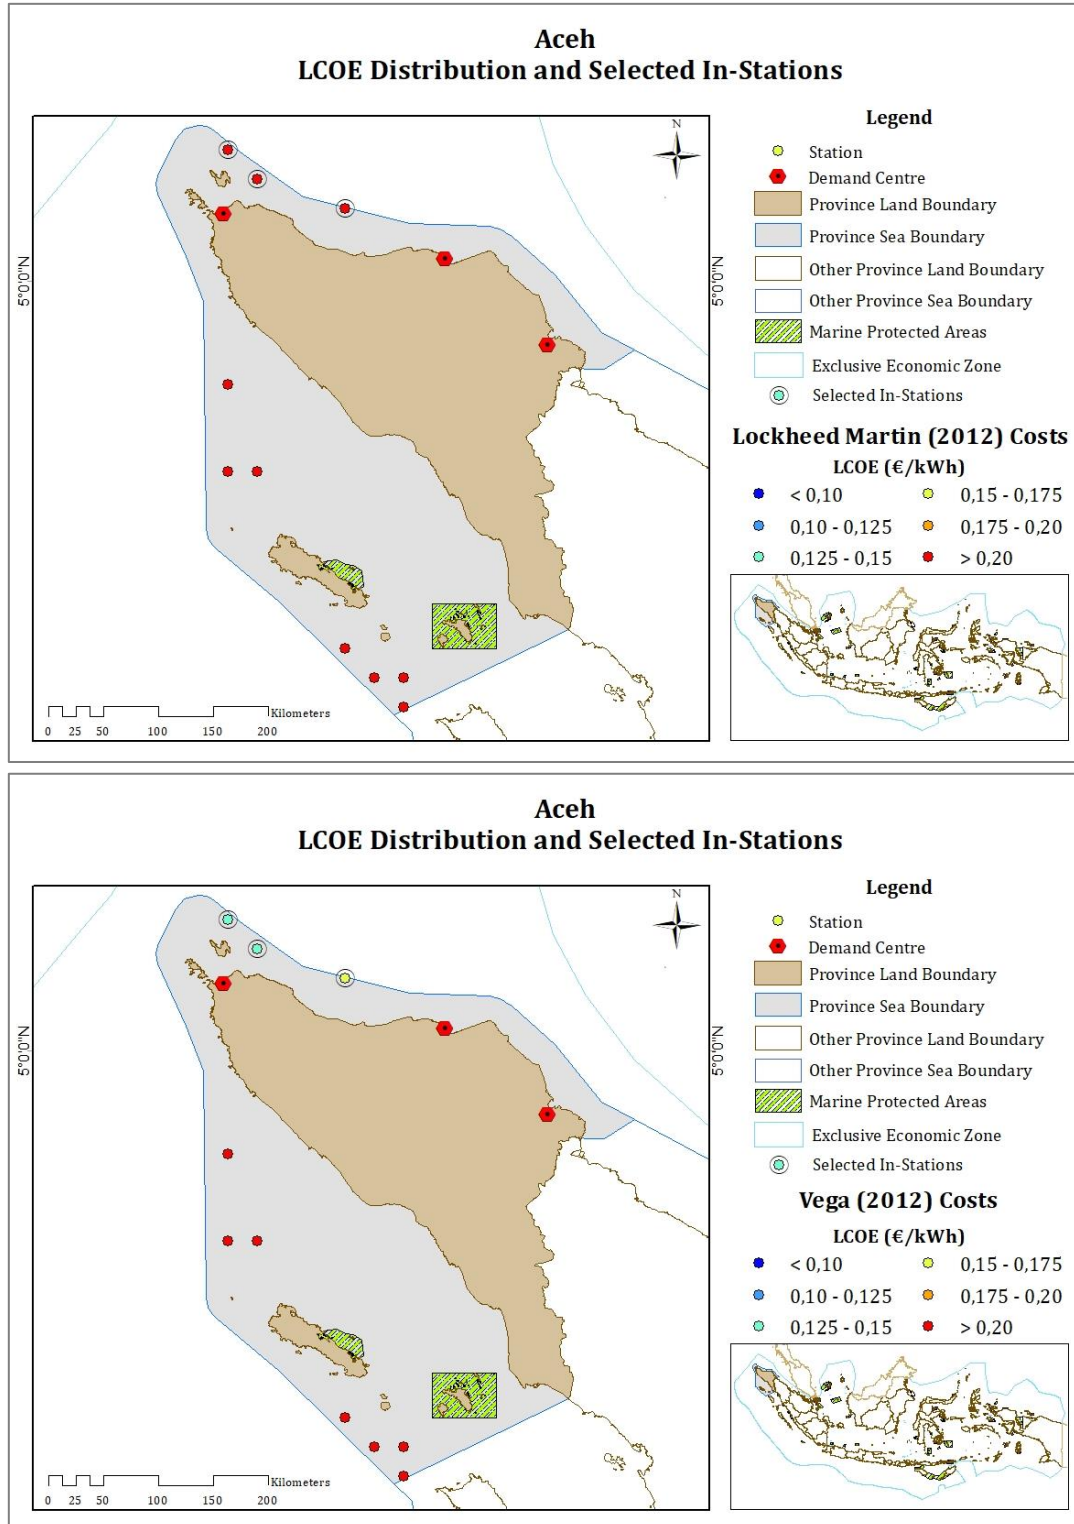 Aceh
LCOE Distribution and Selected In-Stations
N
5°0'0"N
5°0'0"N
Kilometers
0 25 50 100 150 200
Legend
Station
Demand Centre
Province Land Boundary
Province Sea Boundary
Other Province Land Boundary
Other Province Sea Boundary
Marine Protected Areas
Exclusive Economic Zone
Selected In-Stations
Lockheed Martin (2012) Costs
LCOE (€/kWh)
< 0,10 0,15 - 0,175
0,10 - 0,125 0,175 - 0,20
0,125 - 0,15 > 0,20
Aceh
LCOE Distribution and Selected In-Stations
N
5°0'0"N
5°0'0"N
Kilometers
0 25 50 100 150 200
Legend
Station
Demand Centre
Province Land Boundary
Province Sea Boundary
Other Province Land Boundary
Other Province Sea Boundary
Marine Protected Areas
Exclusive Economic Zone
Selected In-Stations
Vega (2012) Costs
LCOE (€/kWh)
< 0,10 0,15 - 0,175
0,10 - 0,125 0,175 - 0,20
0,125 - 0,15 > 0,20